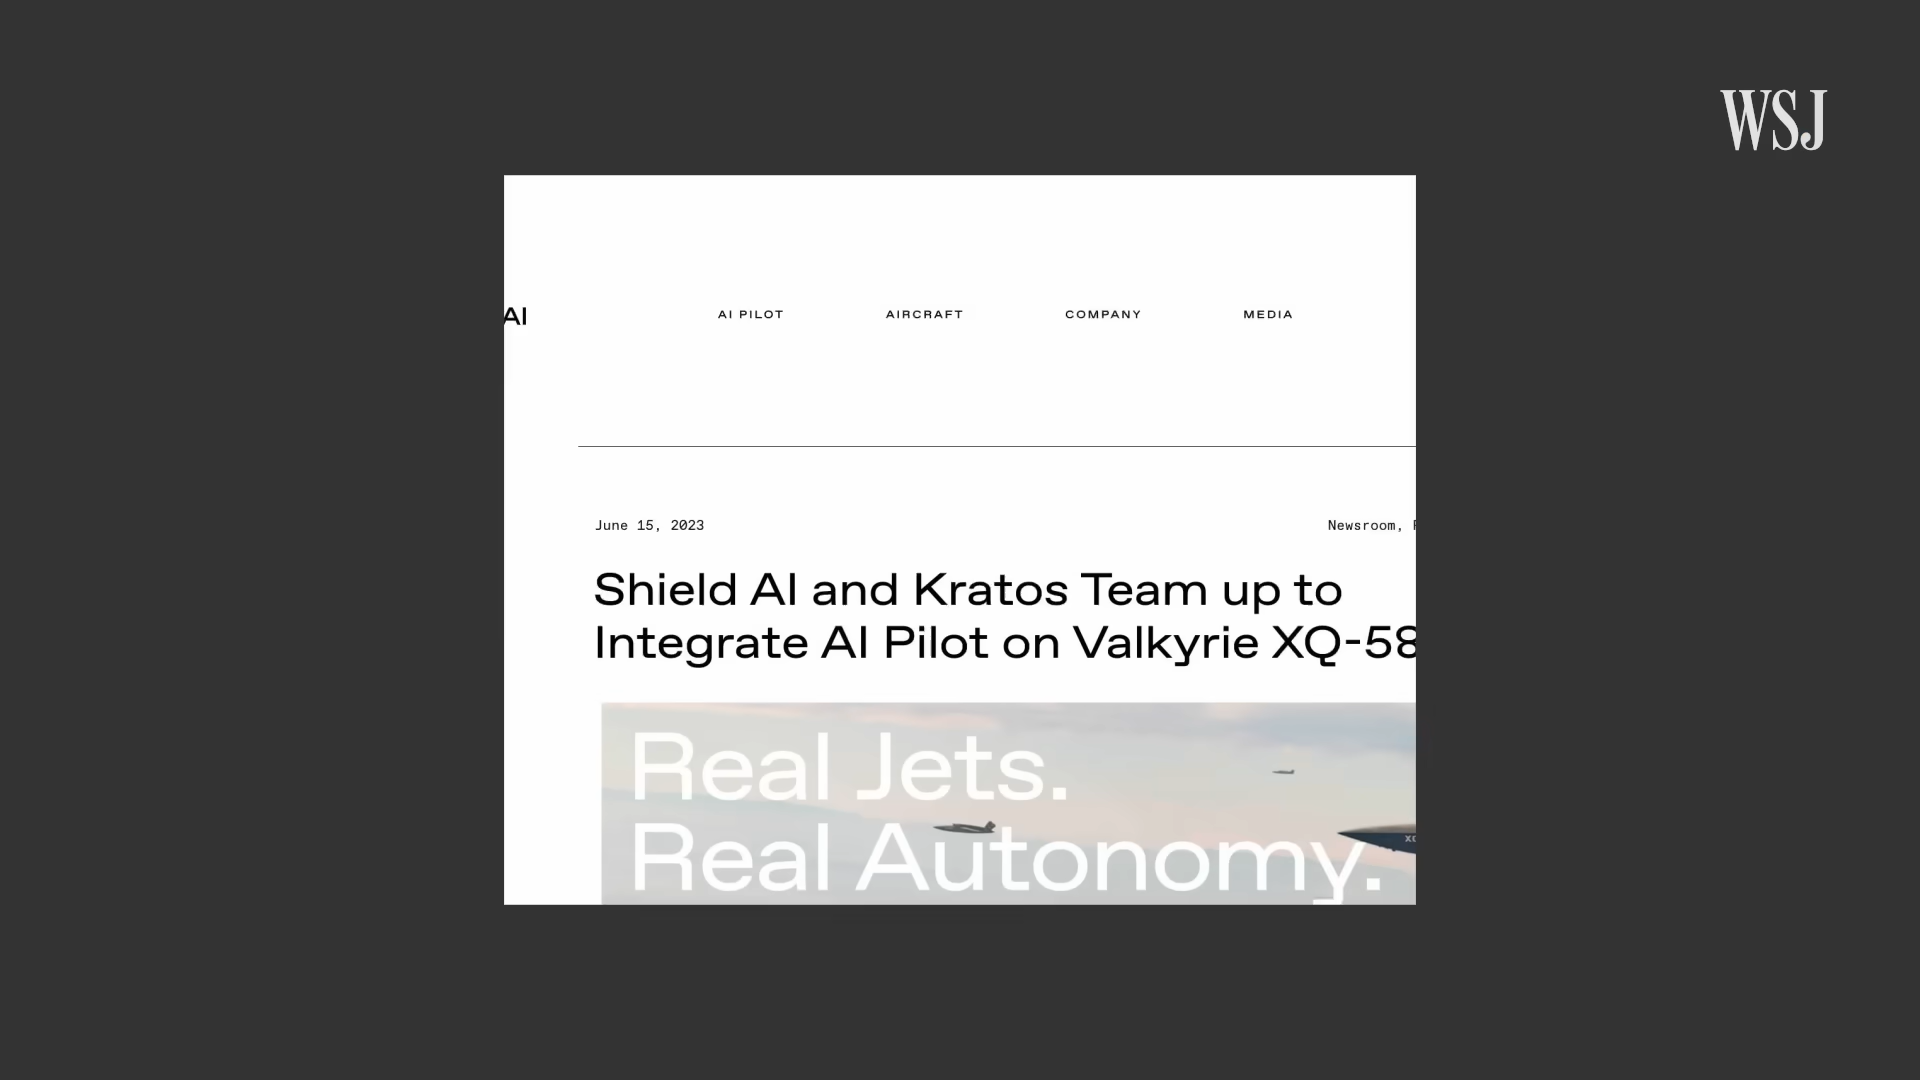 WSJ
AI
AI PILOT
AIRCRAFT
COMPANY
MEDIA
June 15, 2023
Newsroom,
Shield AI and Kratos Team up to
Integrate AI Pilot on Valkyrie XQ-58
Real Jets.
Real Autonomy.